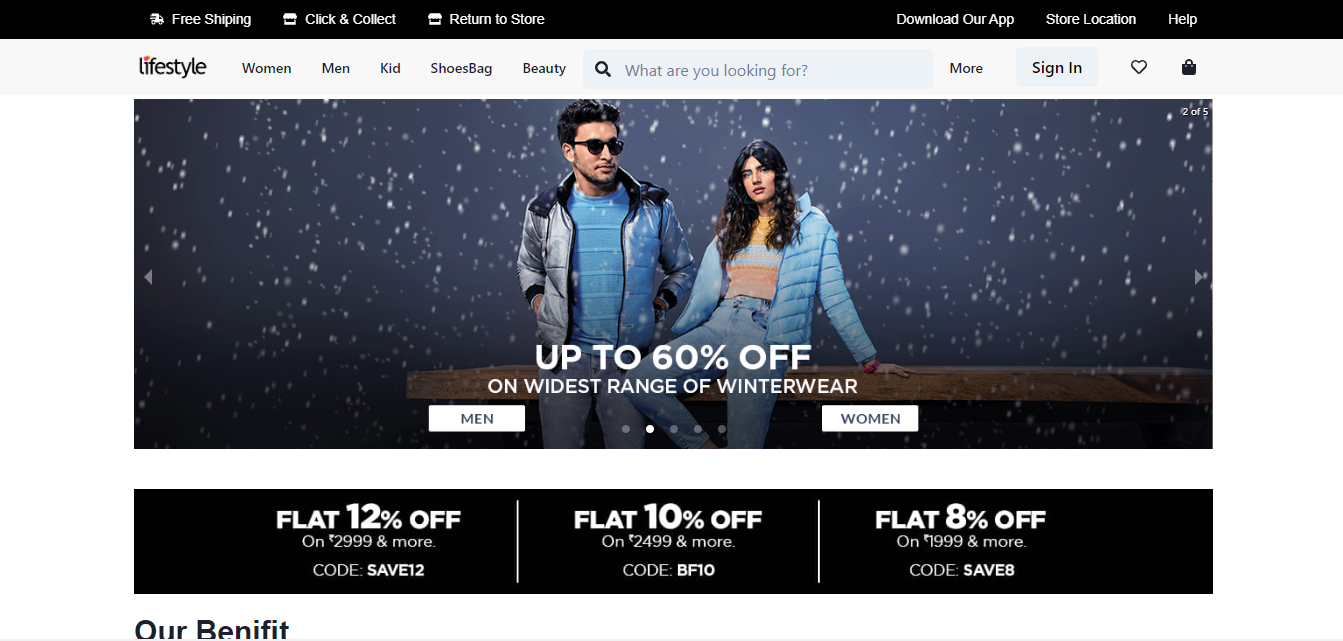 Free Shiping Click & Collect Return to Store Download Our App Store Location Help
lifestyle Women Men Kid ShoesBag Beauty What are you looking for? More Sign In
2 of 5
UP TO 60% OFF
ON WIDEST RANGE OF WINTERWEAR
MEN WOMEN
FLAT 12% OFF
On ₹2999 & more.
CODE: SAVE12
FLAT 10% OFF
On ₹2499 & more.
CODE: BF10
FLAT 8% OFF
On ₹1999 & more.
CODE: SAVE8
Our Benifit